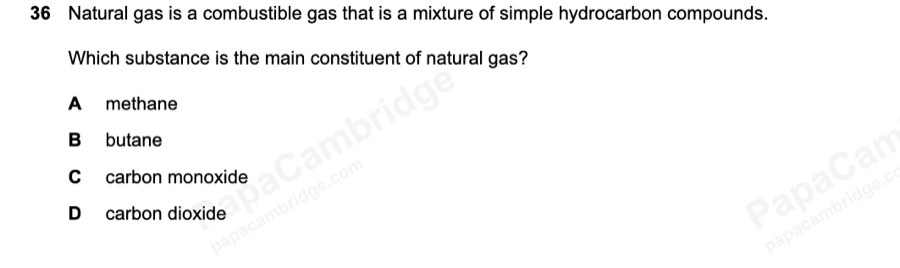 36 Natural gas is a combustible gas that is a mixture of simple hydrocarbon compounds.
Which substance is the main constituent of natural gas?
A methane
B butane
C carbon monoxide
D carbon dioxide
PapaCambridge
papacambridge.com
PapaCam
papacambridge.co